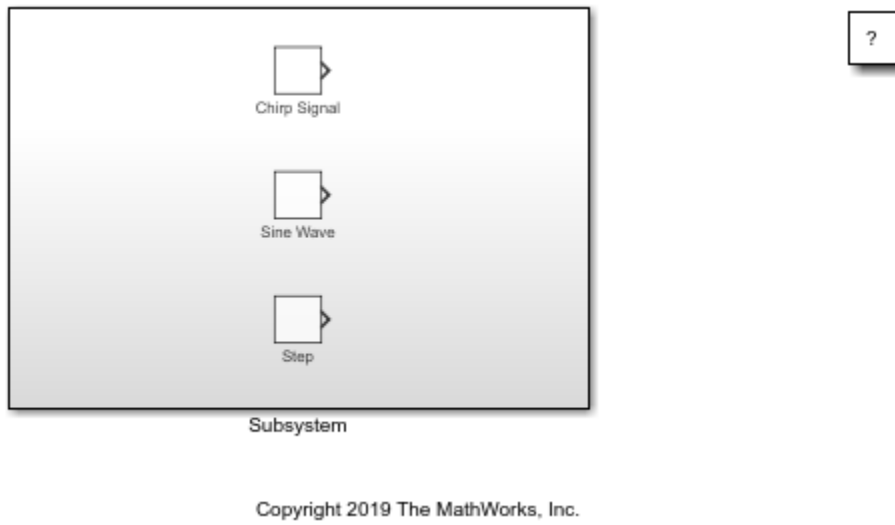 ?
Chirp Signal
Sine Wave
Step
Subsystem
Copyright 2019 The MathWorks, Inc.